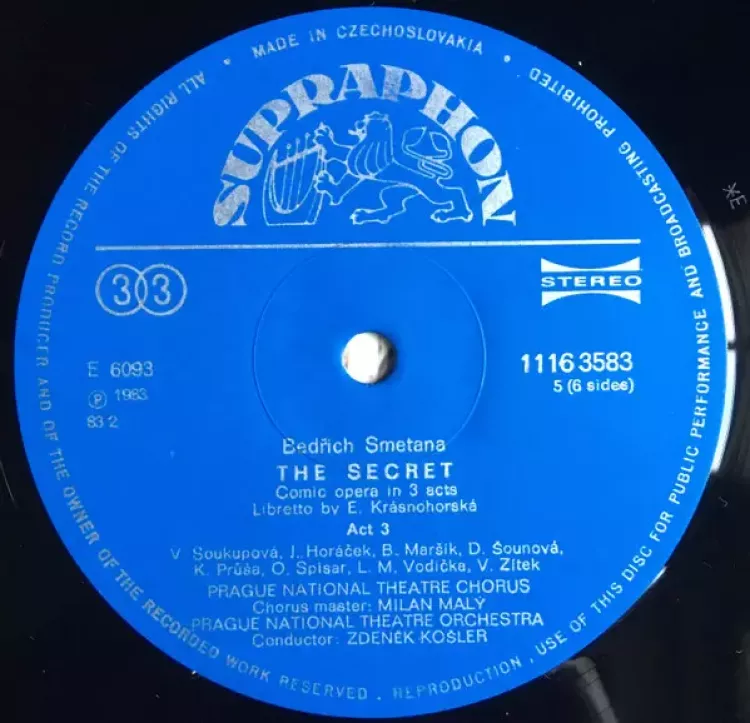 ALL RIGHTS OF THE RECORD PRODUCER AND OF THE OWNER OF THE RECORDED WORK RESERVED. REPRODUCTION, USE OF THIS DISC FOR PUBLIC PERFORMANCE AND BROADCASTING PROHIBITED
• MADE IN CZECHOSLOVAKIA •
SUPRAPHON
33
STEREO
E 6093
Ⓟ 1983
83 2
1116 3583
5 (6 sides)
Bedřich Smetana
THE SECRET
Comic opera in 3 acts
Libretto by E. Krásnohorská
Act 3
V. Soukupová, J. Horáček, B. Maršík, D. Šounová,
K. Průša, O. Spisar, L. M. Vodička, V. Zítek
PRAGUE NATIONAL THEATRE CHORUS
Chorus master: MILAN MALÝ
PRAGUE NATIONAL THEATRE ORCHESTRA
Conductor: ZDENĚK KOŠLER
*E